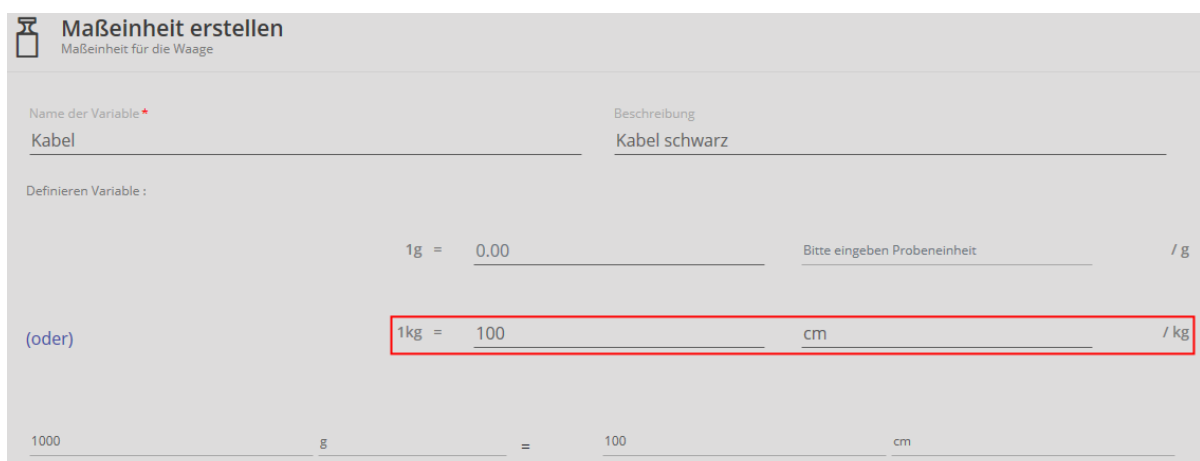 Maßeinheit erstellen
Maßeinheit für die Waage
Name der Variable * Beschreibung
Kabel Kabel schwarz
Definieren Variable :
1g = 0.00 Bitte eingeben Probeneinheit / g
(oder) 1kg = 100 cm / kg
1000 g = 100 cm